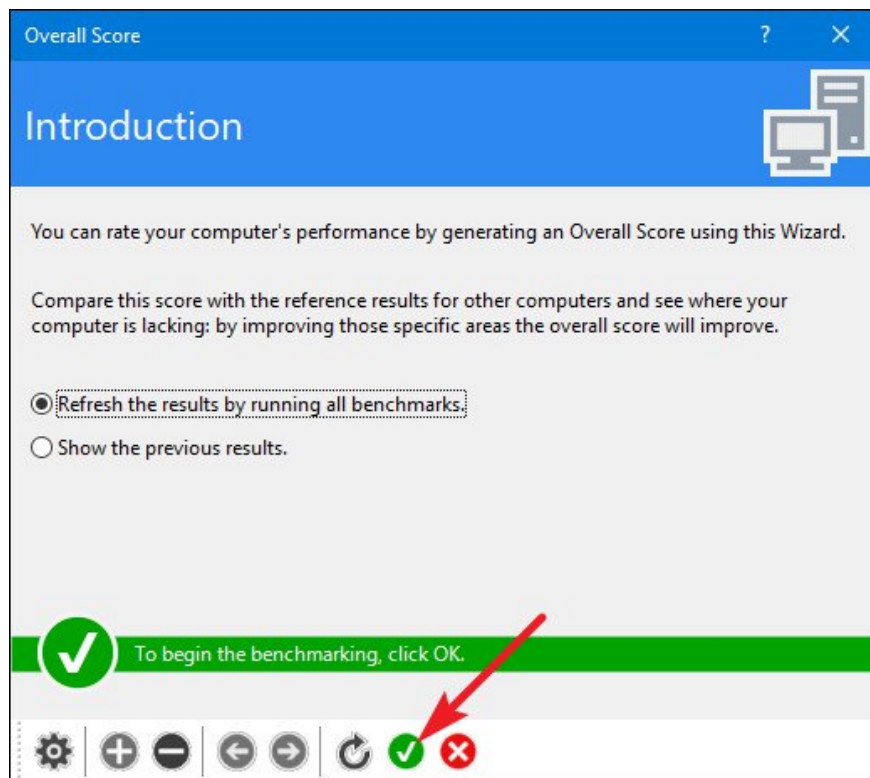 Overall Score
?
Introduction
You can rate your computer's performance by generating an Overall Score using this Wizard.
Compare this score with the reference results for other computers and see where your
computer is lacking: by improving those specific areas the overall score will improve.
Refresh the results by running all benchmarks.
Show the previous results.
To begin the benchmarking, click OK.